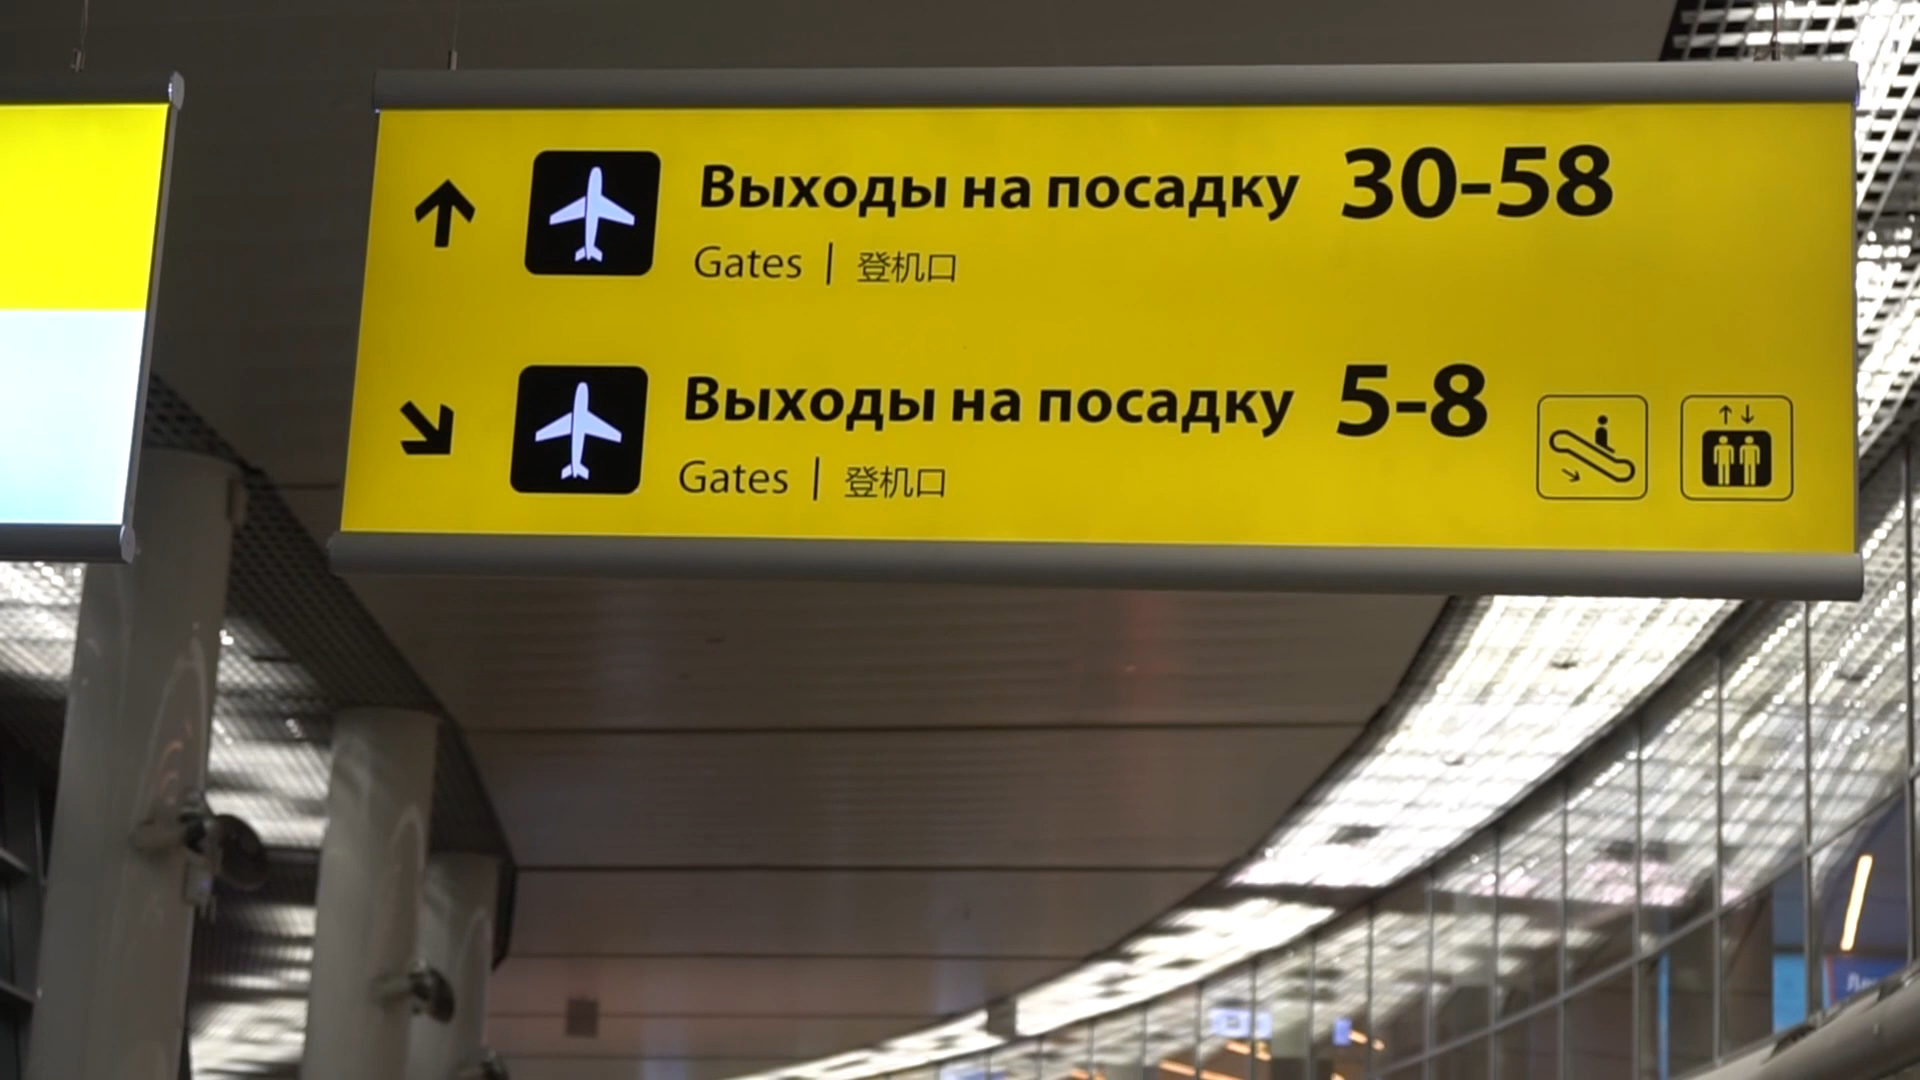 Выходы на посадку 30-58
Gates | 登机口
Выходы на посадку 5-8
Gates | 登机口